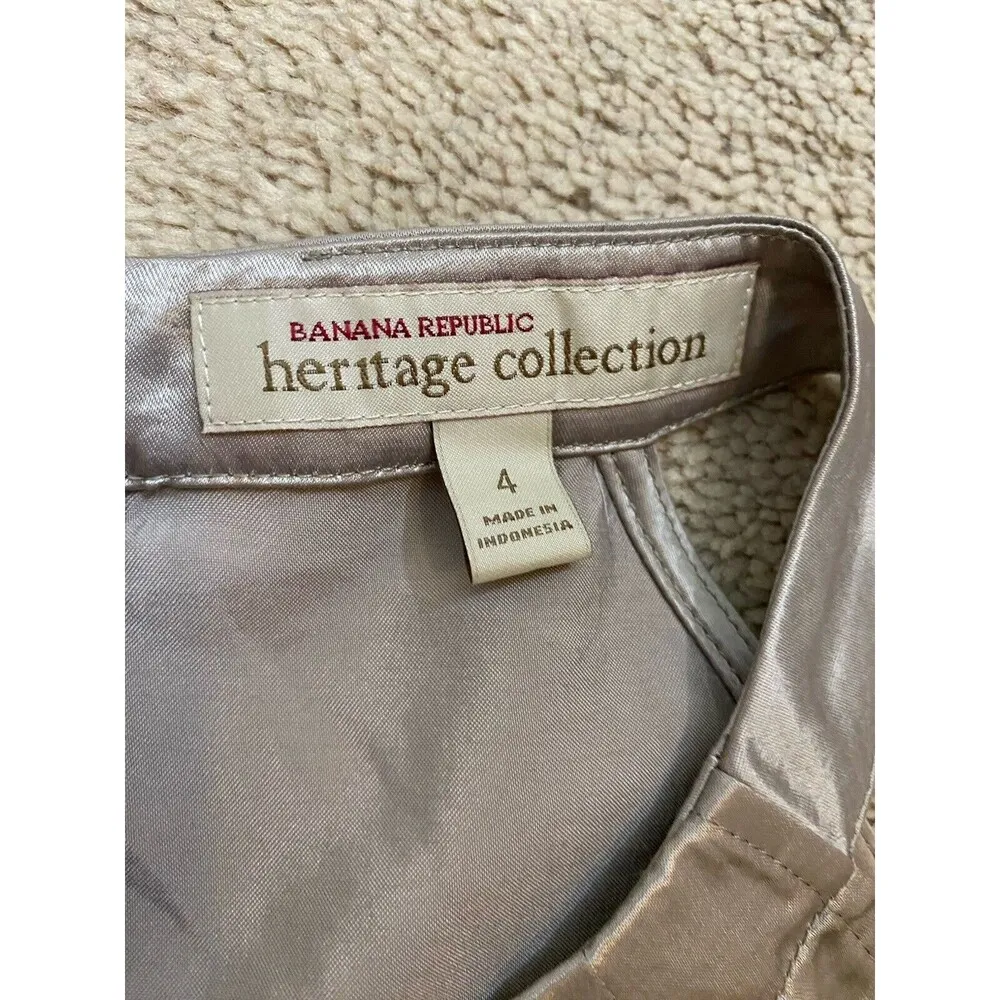 BANANA REPUBLIC
heritage collection
4
MADE IN
INDONESIA